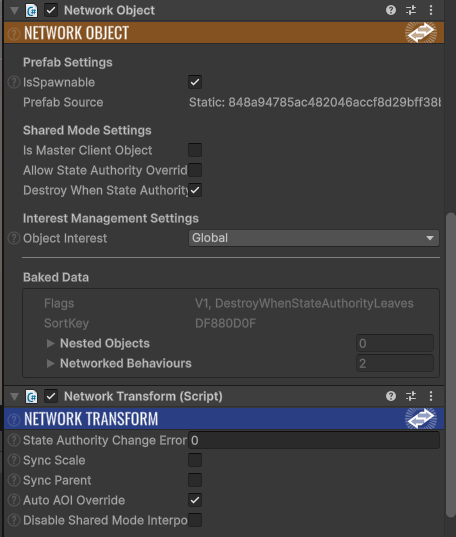 Network Object
NETWORK OBJECT
Prefab Settings
IsSpawnable
Prefab Source Static: 848a94785ac482046accf8d29bff38
Shared Mode Settings
Is Master Client Object
Allow State Authority Overrid
Destroy When State Authority
Interest Management Settings
Object Interest Global
Baked Data
Flags V1, DestroyWhenStateAuthorityLeaves
SortKey DF880D0F
Nested Objects 0
Networked Behaviours 2
Network Transform (Script)
NETWORK TRANSFORM
State Authority Change Error 0
Sync Scale
Sync Parent
Auto AOI Override
Disable Shared Mode Interpo